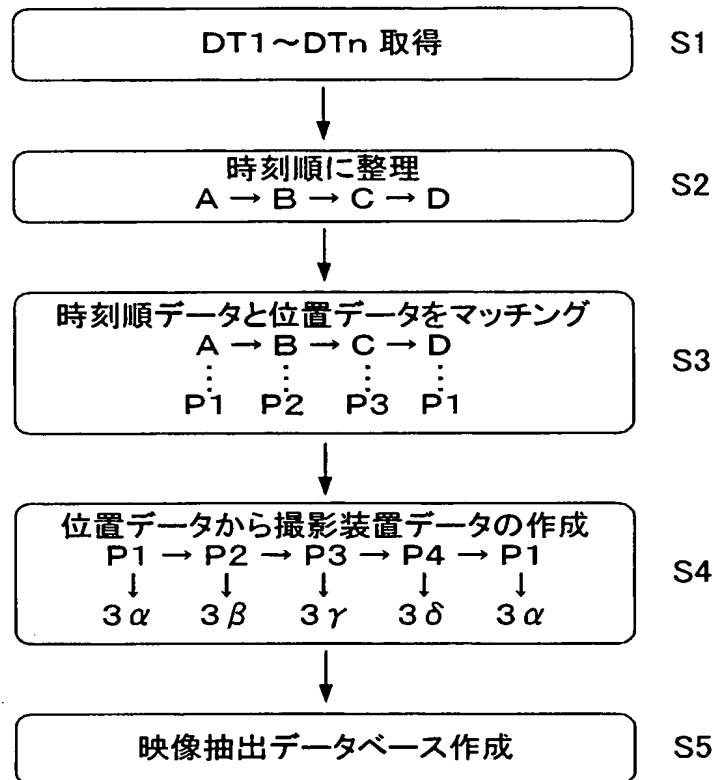 DT1～DTn 取得 S1
時刻順に整理
A → B → C → D S2
時刻順データと位置データをマッチング
A → B → C → D
P1 P2 P3 P1 S3
位置データから撮影装置データの作成
P1 → P2 → P3 → P4 → P1
3α 3β 3γ 3δ 3α S4
映像抽出データベース作成 S5